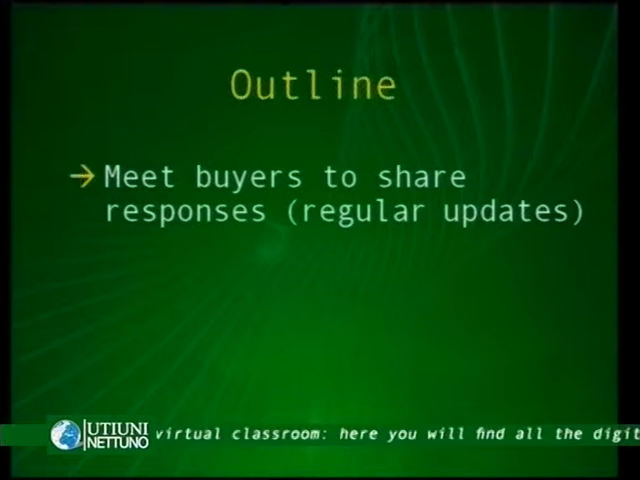 Outline
→ Meet buyers to share
responses (regular updates)
UTIUNI
NETTUNO
virtual classroom: here you will find all the digit